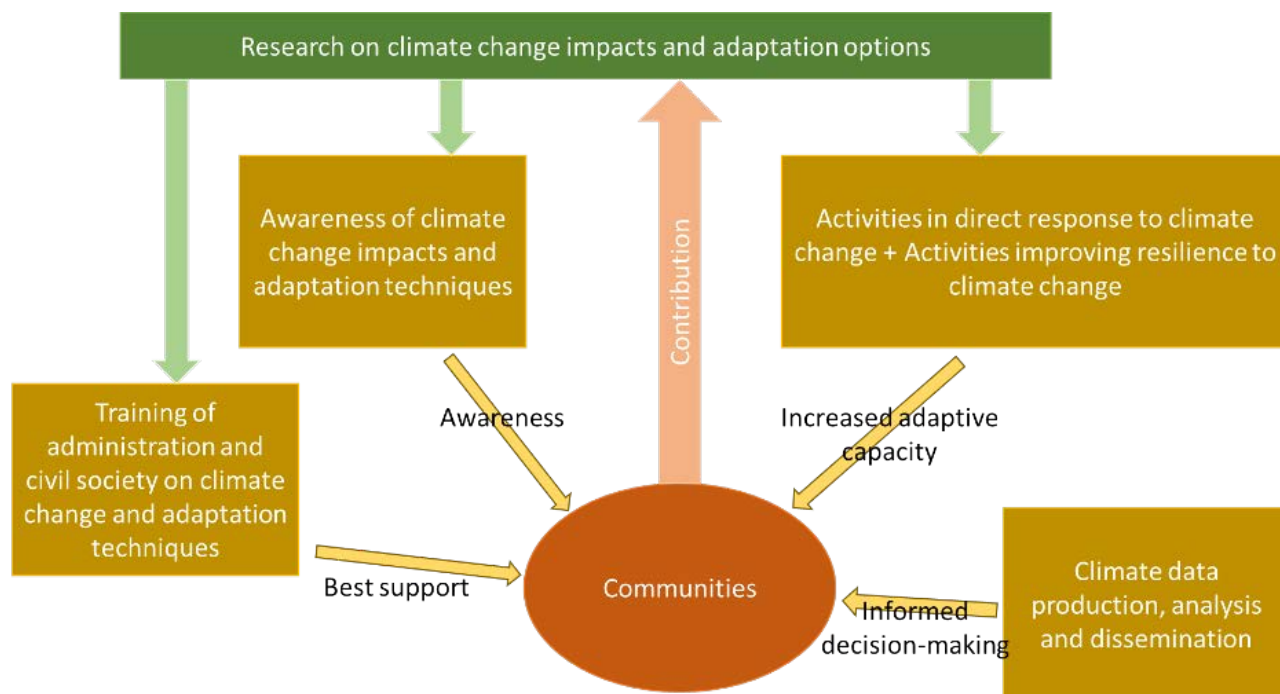 Research on climate change impacts and adaptation options
Awareness of climate
change impacts and
adaptation techniques
Contribution
Activities in direct response to climate
change + Activities improving resilience to
climate change
Training of
administration and
civil society on climate
change and adaptation
techniques
Awareness
Increased adaptive
capacity
Best support
Communities
Informed
decision-making
Climate data
production, analysis
and dissemination